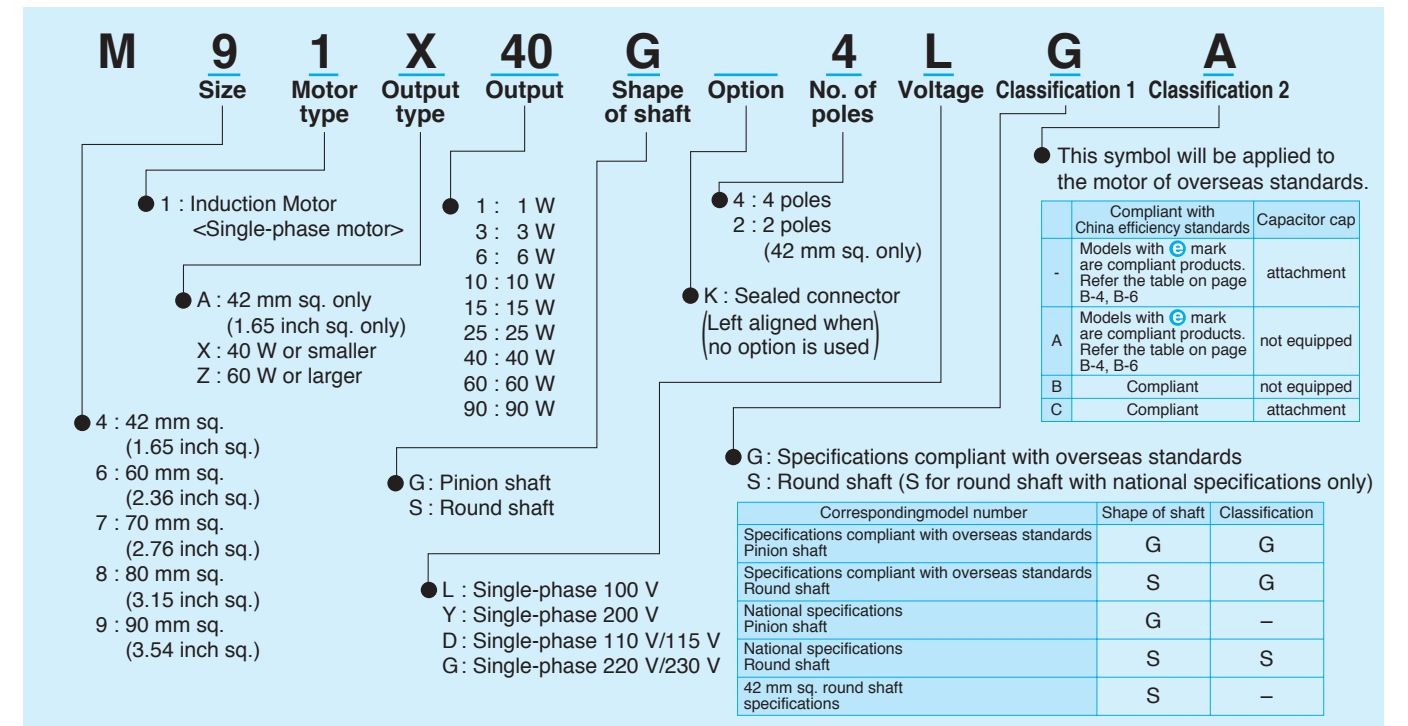 M 9 1 X 40 G 4 L G A
Size Motor type Output type Output Shape of shaft Option No. of poles Voltage Classification 1 Classification 2
This symbol will be applied to
the motor of overseas standards.
Compliant with China efficiency standards Capacitor cap
- Models with e mark are compliant products. Refer the table on page B-4, B-6 attachment
A Models with e mark are compliant products. Refer the table on page B-4, B-6 not equipped
B Compliant not equipped
C Compliant attachment
1 : Induction Motor
<Single-phase motor>
1 : 1 W
3 : 3 W
6 : 6 W
10 : 10 W
15 : 15 W
25 : 25 W
40 : 40 W
60 : 60 W
90 : 90 W
4 : 4 poles
2 : 2 poles
(42 mm sq. only)
A : 42 mm sq. only
(1.65 inch sq. only)
X : 40 W or smaller
Z : 60 W or larger
K : Sealed connector
(Left aligned when
no option is used)
4 : 42 mm sq.
(1.65 inch sq.)
6 : 60 mm sq.
(2.36 inch sq.)
7 : 70 mm sq.
(2.76 inch sq.)
8 : 80 mm sq.
(3.15 inch sq.)
9 : 90 mm sq.
(3.54 inch sq.)
G : Pinion shaft
S : Round shaft
L : Single-phase 100 V
Y : Single-phase 200 V
D : Single-phase 110 V/115 V
G : Single-phase 220 V/230 V
G : Specifications compliant with overseas standards
S : Round shaft (S for round shaft with national specifications only)
Correspondingmodel number Shape of shaft Classification
Specifications compliant with overseas standards Pinion shaft G G
Specifications compliant with overseas standards Round shaft S G
National specifications Pinion shaft G –
National specifications Round shaft S S
42 mm sq. round shaft specifications S –